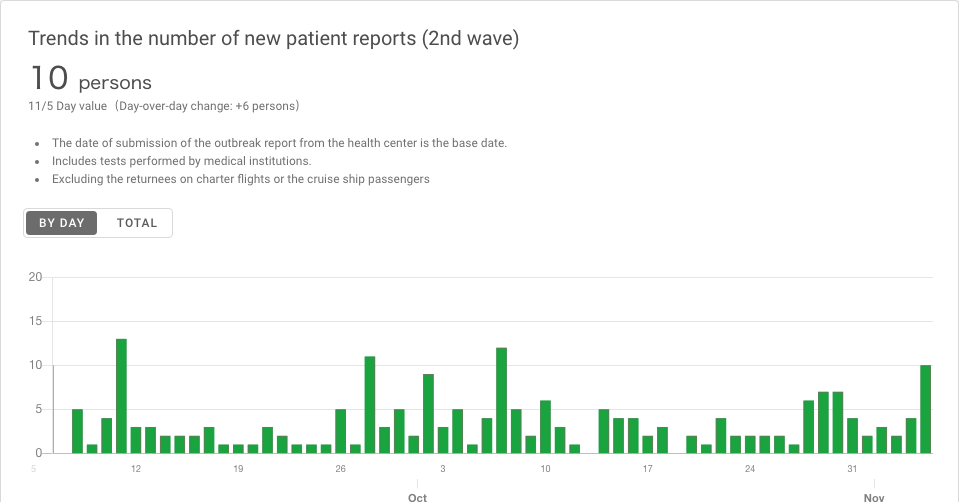 Trends in the number of new patient reports (2nd wave)
10 persons
11/5 Day value（Day-over-day change: +6 persons）
• The date of submission of the outbreak report from the health center is the base date.
• Includes tests performed by medical institutions.
• Excluding the returnees on charter flights or the cruise ship passengers
BY DAY TOTAL
20
15
10
5
0
5 12 19 26 3 10 17 24 31
Oct Nov